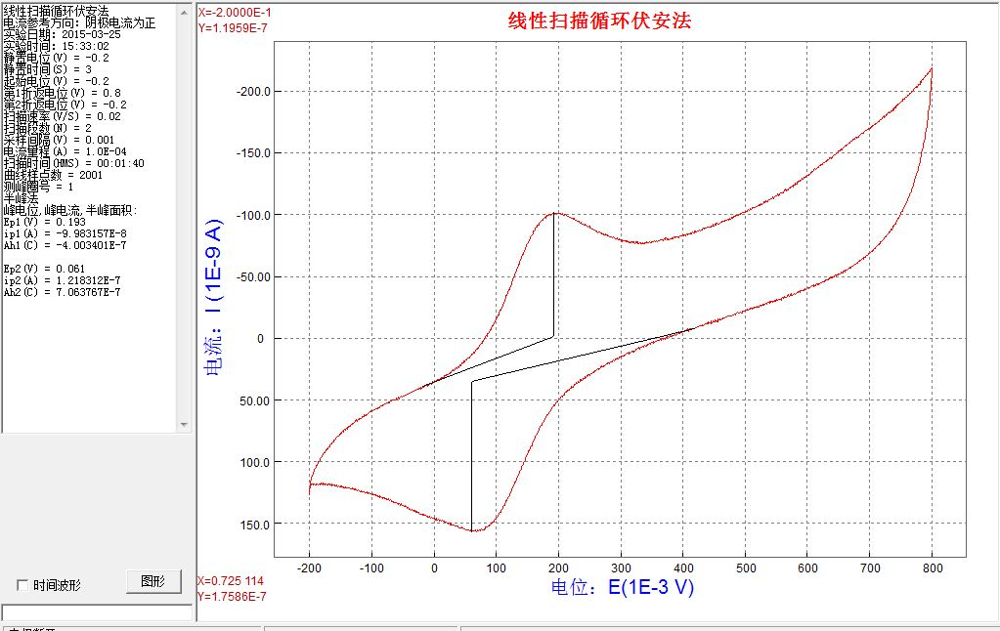 线性扫描循环伏安法
电流参考方向: 阴极电流为正
实验日期: 2015-03-25
实验时间: 15:33:02
静置电位(V) = -0.2
静置时间(S) = 3
起始电位(V) = -0.2
第1折返电位(V) = 0.8
第2折返电位(V) = -0.2
扫描速率(V/S) = 0.02
扫描段数(N) = 2
采样间隔(V) = 0.001
电流量程(A) = 1.0E-04
扫描时间(HMS) = 00:01:40
曲线样点数 = 2001
测峰圈号 = 1
半峰法
峰电位,峰电流,半峰面积:
Ep1(V) = 0.193
ip1(A) = -9.983157E-8
Ah1(C) = -4.003401E-7
Ep2(V) = 0.061
ip2(A) = 1.218312E-7
Ah2(C) = 7.063767E-7
时间波形
图形
X=-2.0000E-1
Y=1.1959E-7
线性扫描循环伏安法
-200.0
-150.0
-100.0
-50.00
0
50.00
100.0
150.0
电流: I (1E-9 A)
-200 -100 0 100 200 300 400 500 600 700 800
电位: E(1E-3 V)
X=0.725 114
Y=1.7586E-7